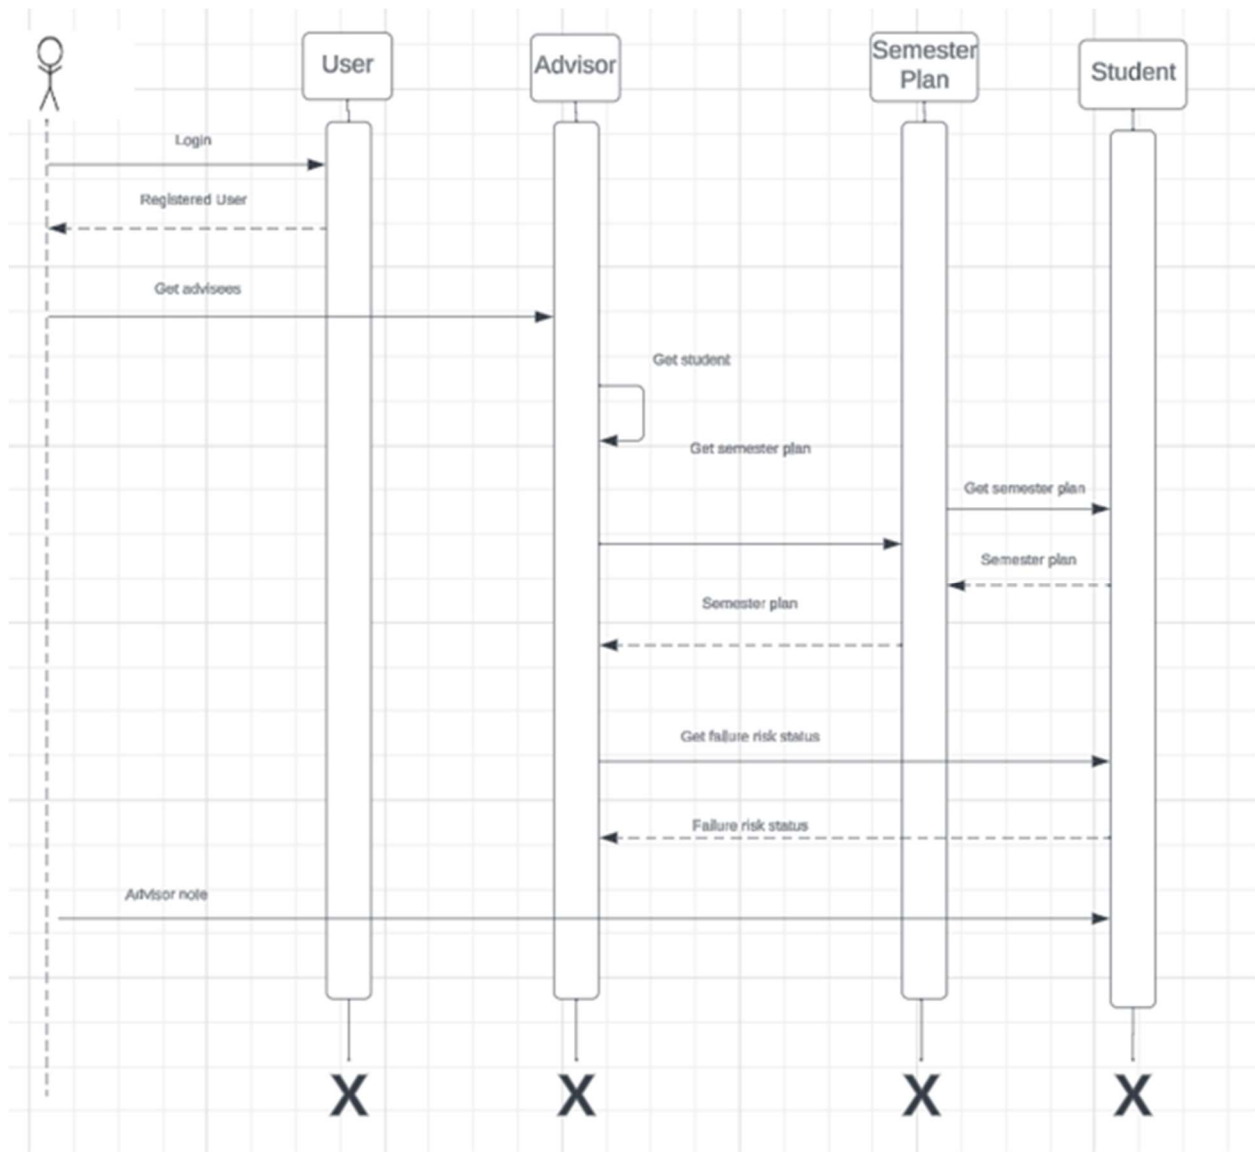 User
Advisor
Semester
Plan
Student
Login
Registered User
Get advisees
Get student
Get semester plan
Get semester plan
Semester plan
Semester plan
Get failure risk status
Failure risk status
Advisor note
X
X
X
X